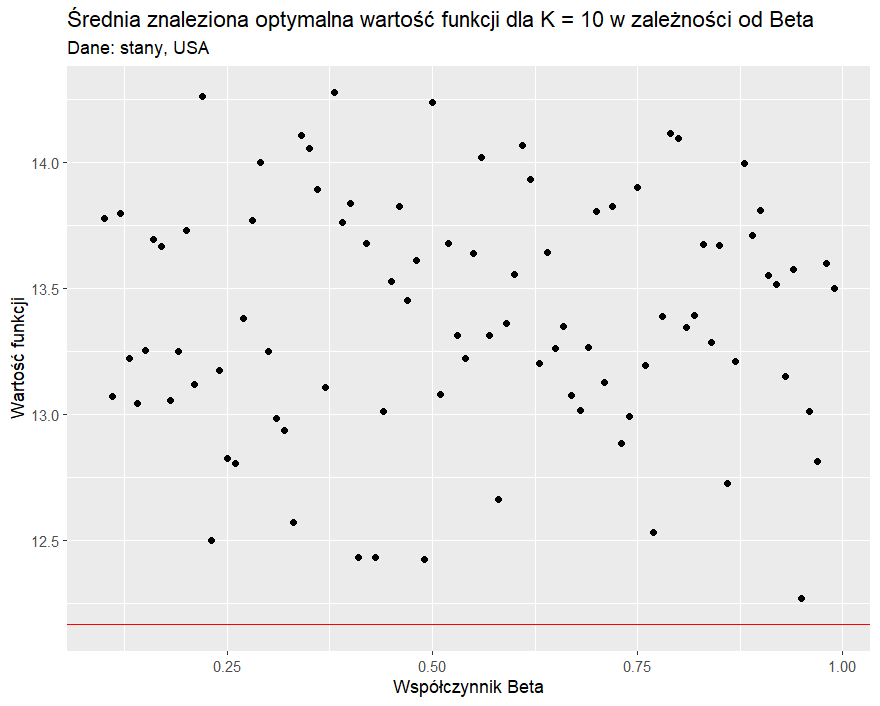 Średnia znaleziona optymalna wartość funkcji dla K = 10 w zależności od Beta
Dane: stany, USA
Wartość funkcji
14.0
13.5
13.0
12.5
0.25 0.50 0.75 1.00
Współczynnik Beta